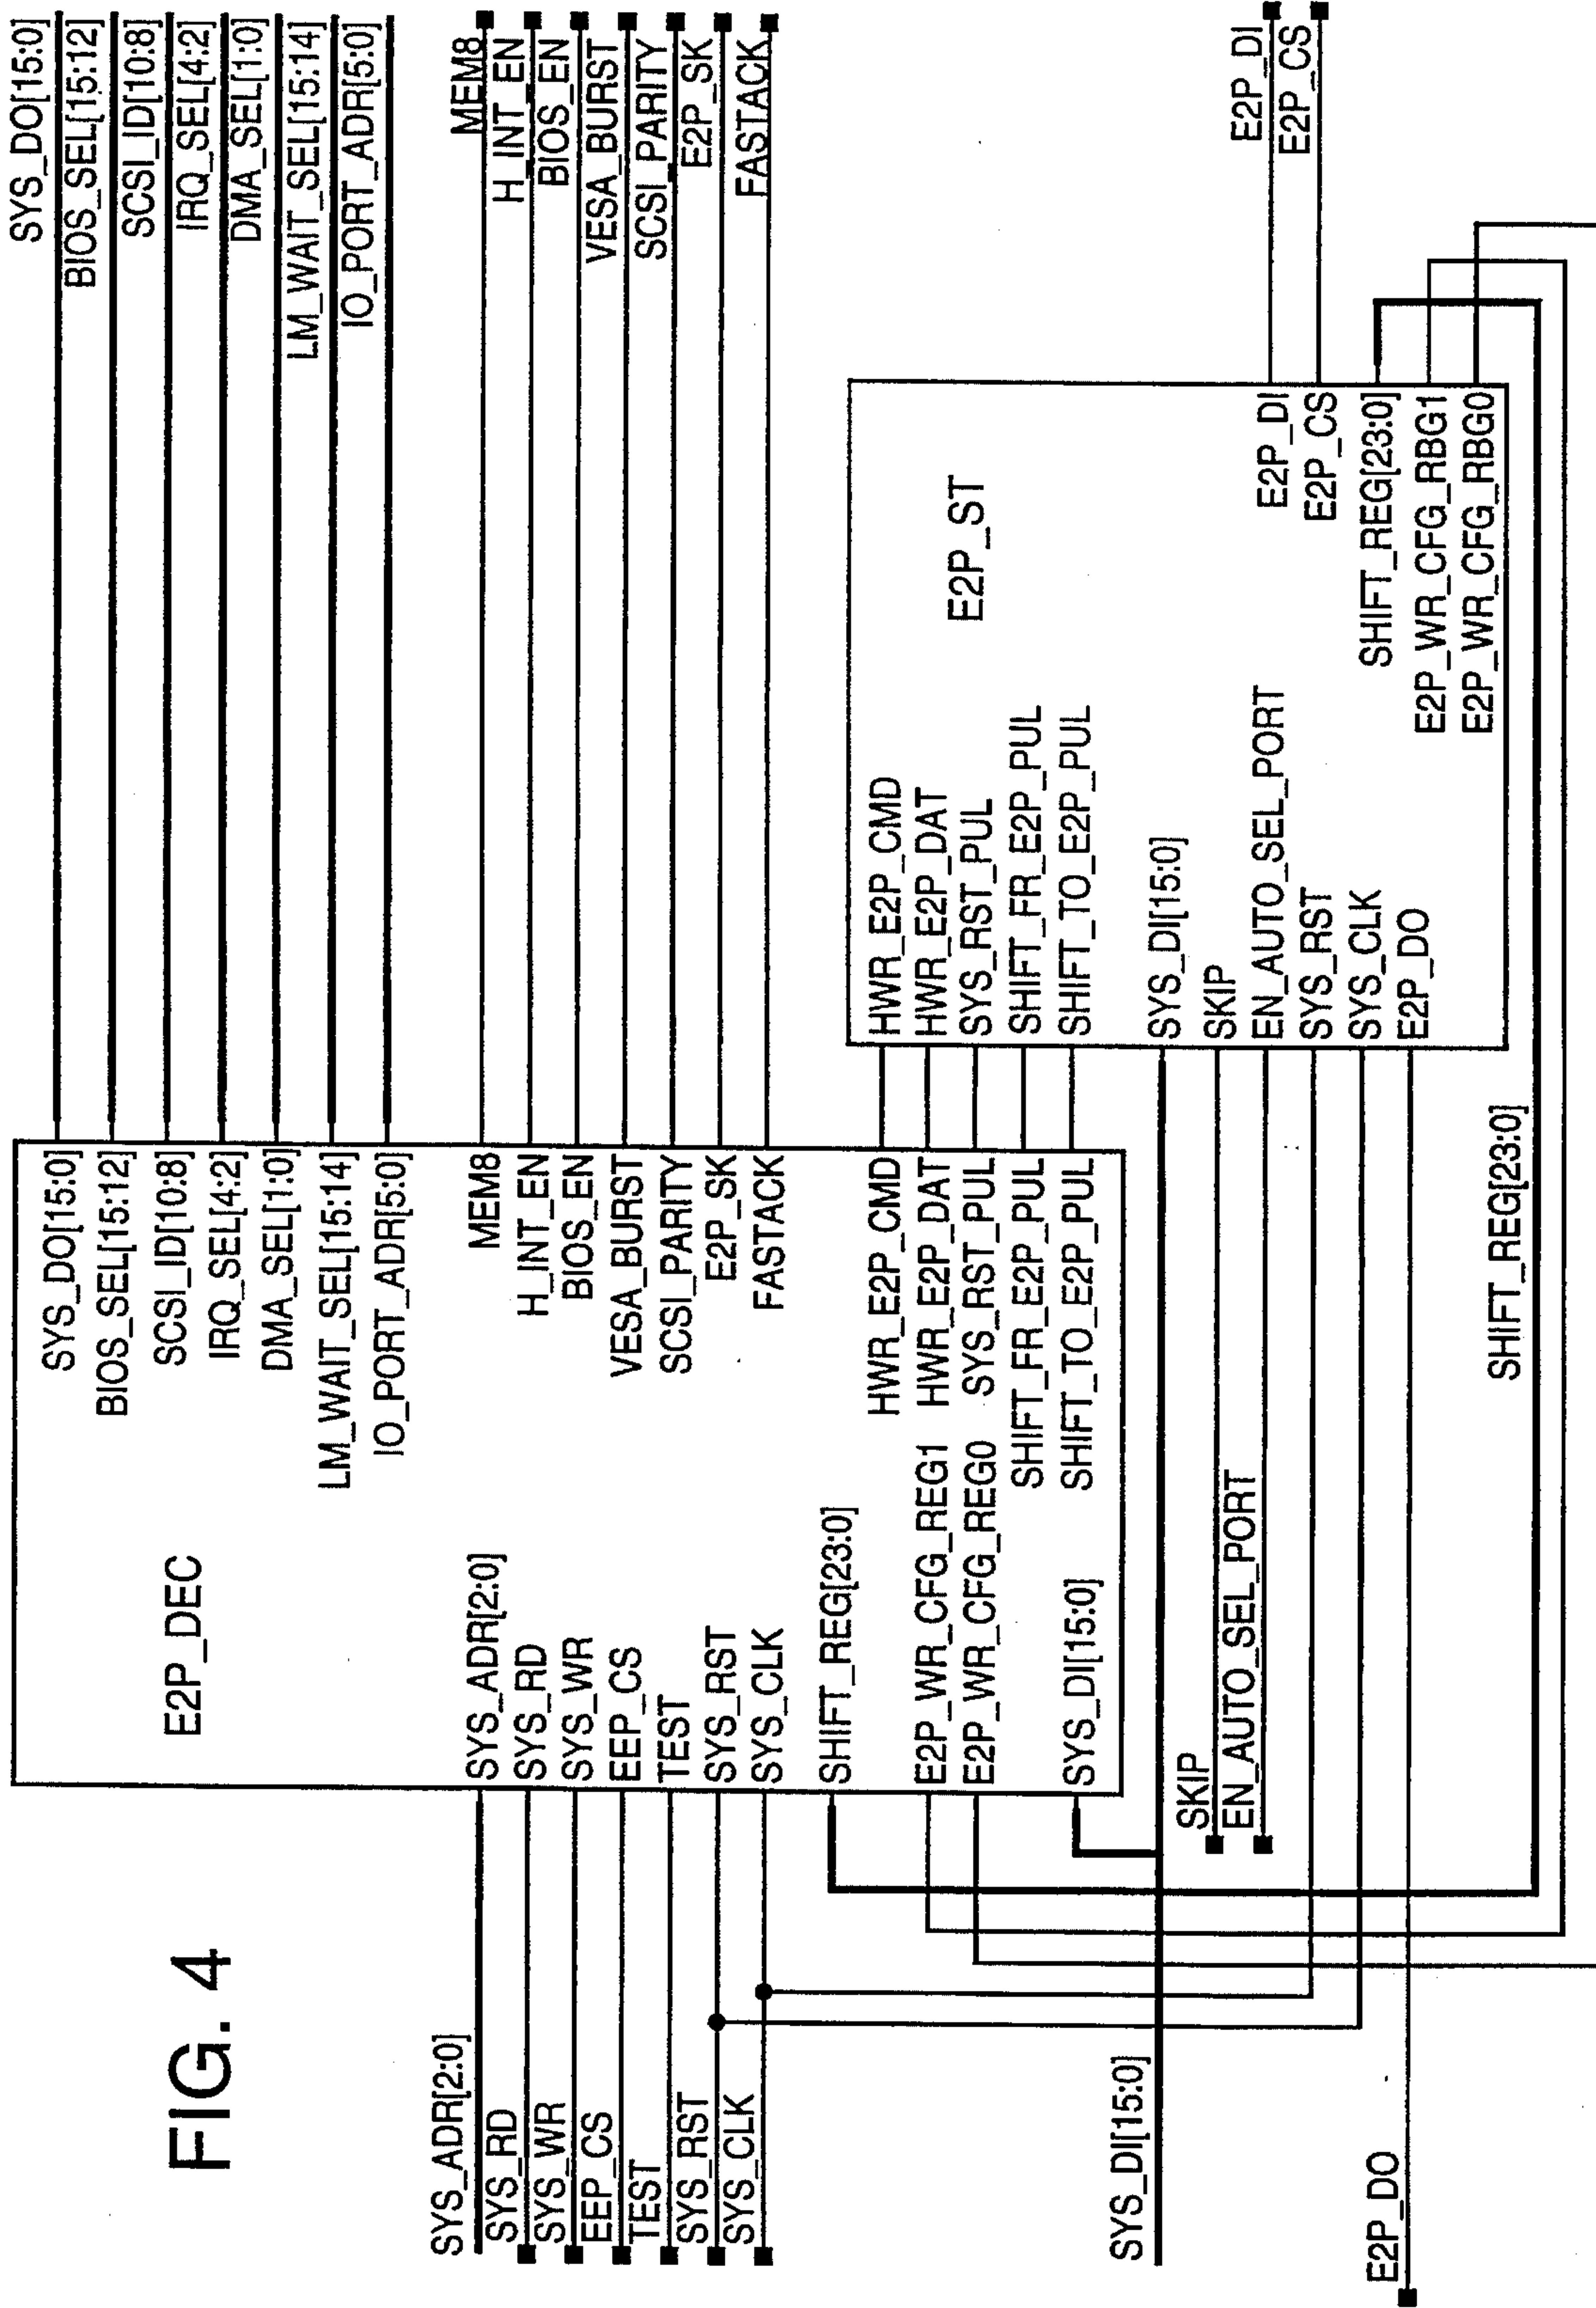 FIG. 4
E2P_DEC
SYS_ADR[2:0]
SYS_RD
SYS_WR
EEP_CS
TEST
SYS_RST
SYS_CLK
SYS_DI[15:0]
E2P_DO
SKIP
EN_AUTO_SEL_PORT
SYS_ADR[2:0]
SYS_RD
SYS_WR
EEP_CS
TEST
SYS_RST
SYS_CLK
SHIFT_REG[23:0]
E2P_WR_CFG_REG1
E2P_WR_CFG_REG0
SYS_DI[15:0]
SYS_DO[15:0]
BIOS_SEL[15:12]
SCSI_ID[10:8]
IRQ_SEL[4:2]
DMA_SEL[1:0]
LM_WAIT_SEL[15:14]
IO_PORT_ADR[5:0]
MEM8
H_INT_EN
BIOS_EN
VESA_BURST
SCSI_PARITY
E2P_SK
FASTACK
HWR_E2P_CMD
HWR_E2P_DAT
SYS_RST_PUL
SHIFT_FR_E2P_PUL
SHIFT_TO_E2P_PUL
SYS_DO[15:0]
BIOS_SEL[15:12]
SCSI_ID[10:8]
IRQ_SEL[4:2]
DMA_SEL[1:0]
LM_WAIT_SEL[15:14]
IO_PORT_ADR[5:0]
MEM8
H_INT_EN
BIOS_EN
VESA_BURST
SCSI_PARITY
E2P_SK
FASTACK
E2P_ST
HWR_E2P_CMD
HWR_E2P_DAT
SYS_RST_PUL
SHIFT_FR_E2P_PUL
SHIFT_TO_E2P_PUL
SYS_DI[15:0]
SKIP
EN_AUTO_SEL_PORT
SYS_RST
SYS_CLK
E2P_DO
E2P_DI
E2P_CS
SHIFT_REG[23:0]
E2P_WR_CFG_RBG1
E2P_WR_CFG_RBG0
E2P_DI
E2P_CS
SHIFT_REG[23:0]